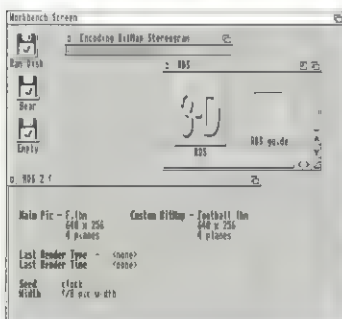 Workbench Screen
Encoding BitMap Stereogram
Ram Disk
RDS
Bear
Empty
RDS
RDS guide
RDS 2
Main Pic - F.lbm
640 x 256
4 planes
Custom BitMap - Football lbm
640 x 256
4 planes
Last Render Type - <none>
Last Render Time <none>
Seed clock
Width 1/8 pic width